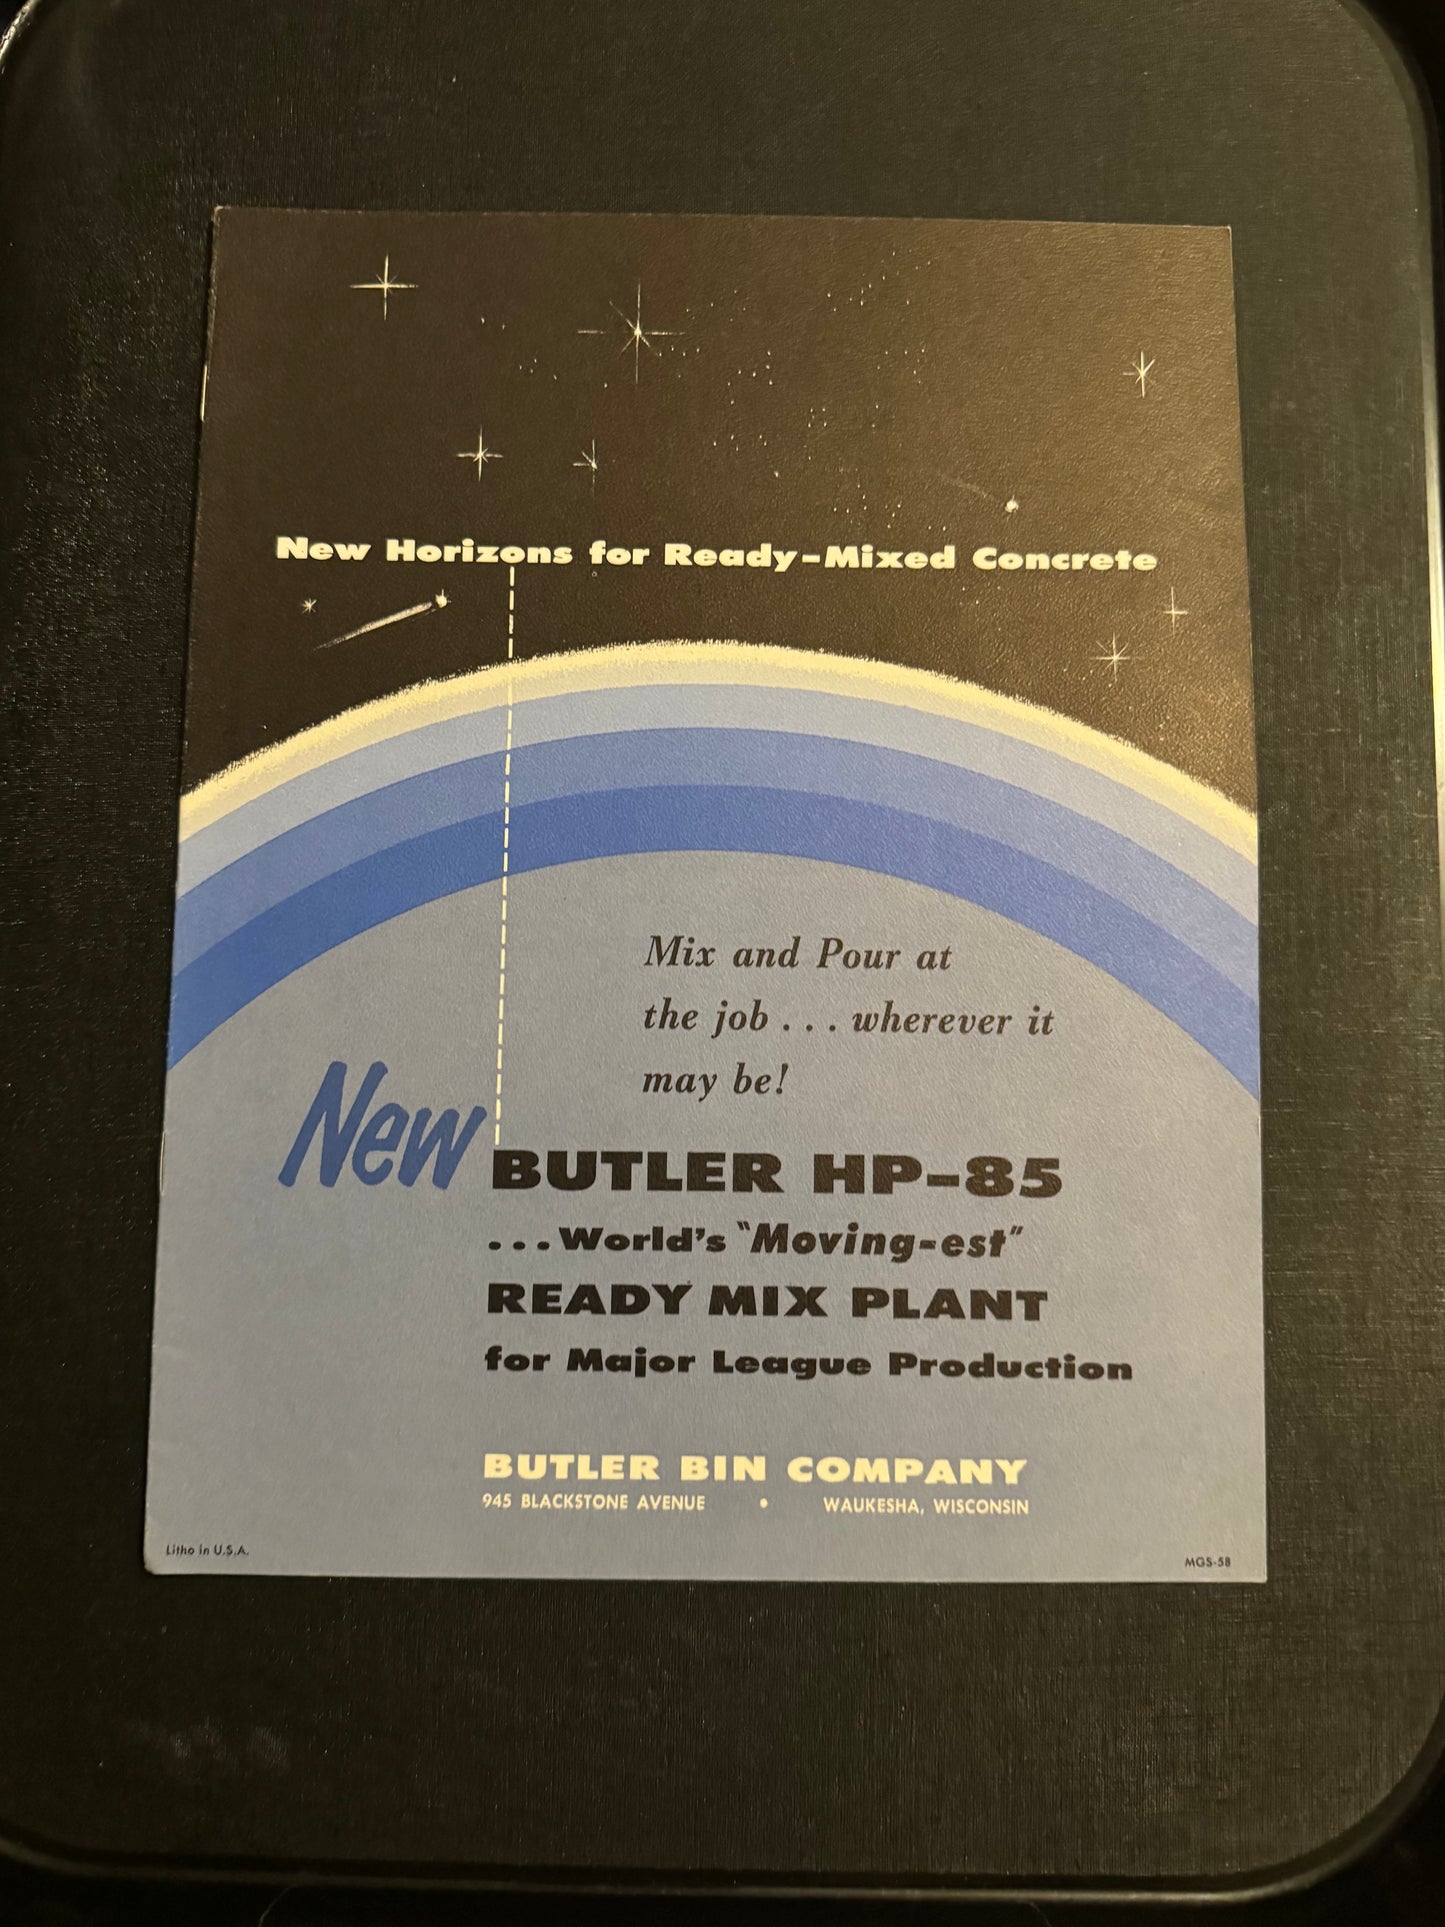 New Horizons for Ready-Mixed Concrete
Mix and Pour at
the job . . . wherever it
may be!
New BUTLER HP-85
...World's "Moving-est"
READY MIX PLANT
for Major League Production
BUTLER BIN COMPANY
945 BLACKSTONE AVENUE • WAUKESHA, WISCONSIN
Litho in U.S.A.
MGS-58